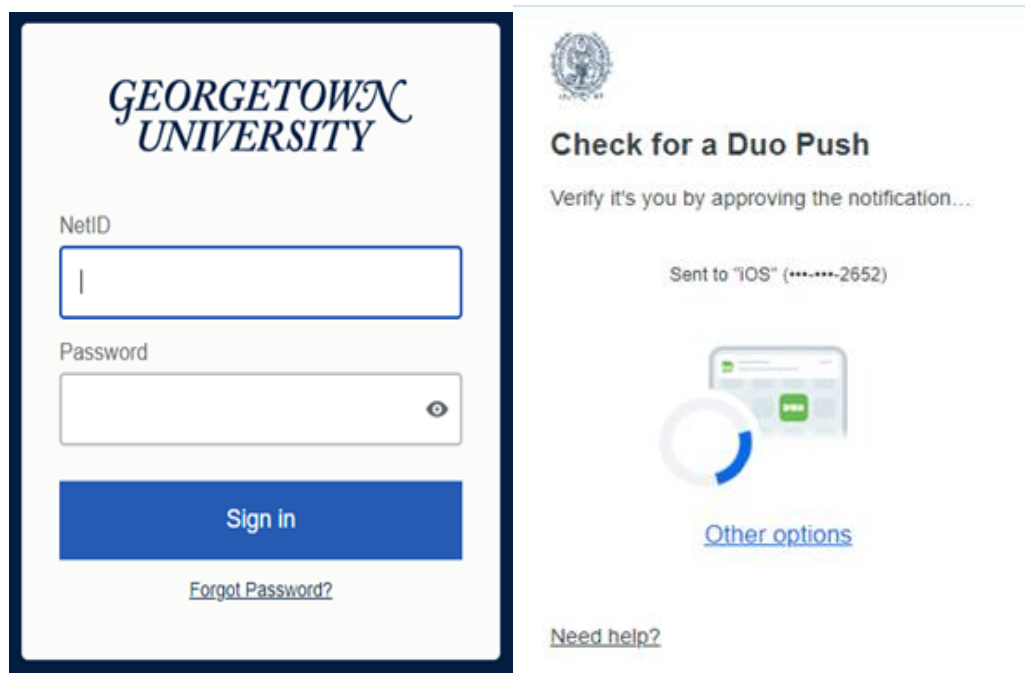 GEORGETOWN
UNIVERSITY
NetID
Password
Sign in
Forgot Password?
Check for a Duo Push
Verify it's you by approving the notification...
Sent to "iOS" (•••-•••-2652)
Other options
Need help?